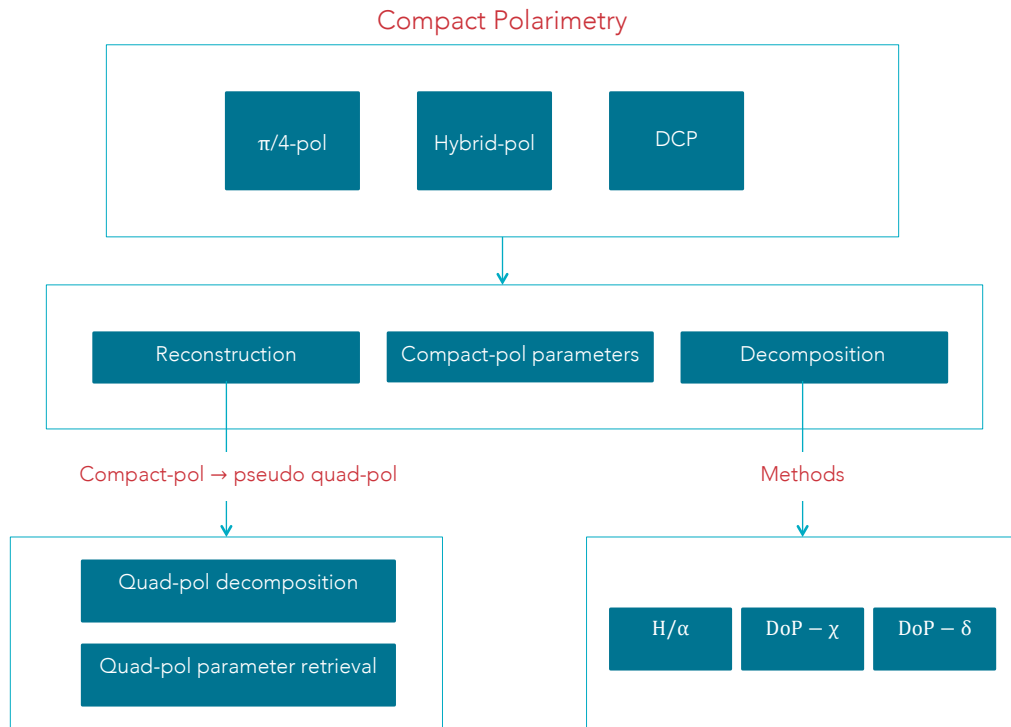 Compact Polarimetry
π/4-pol
Hybrid-pol
DCP
Reconstruction
Compact-pol parameters
Decomposition
Compact-pol → pseudo quad-pol
Methods
Quad-pol decomposition
Quad-pol parameter retrieval
H/α
DoP − χ
DoP − δ